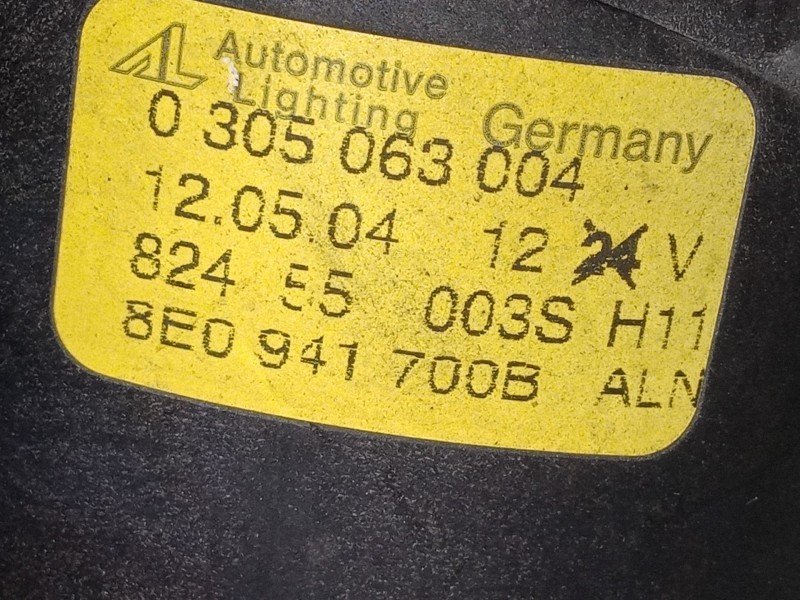 AL Automotive
Lighting Germany
0 305 063 004
12.05.04 12 24 V
824 55 003S H11
8E0 941 700B ALN